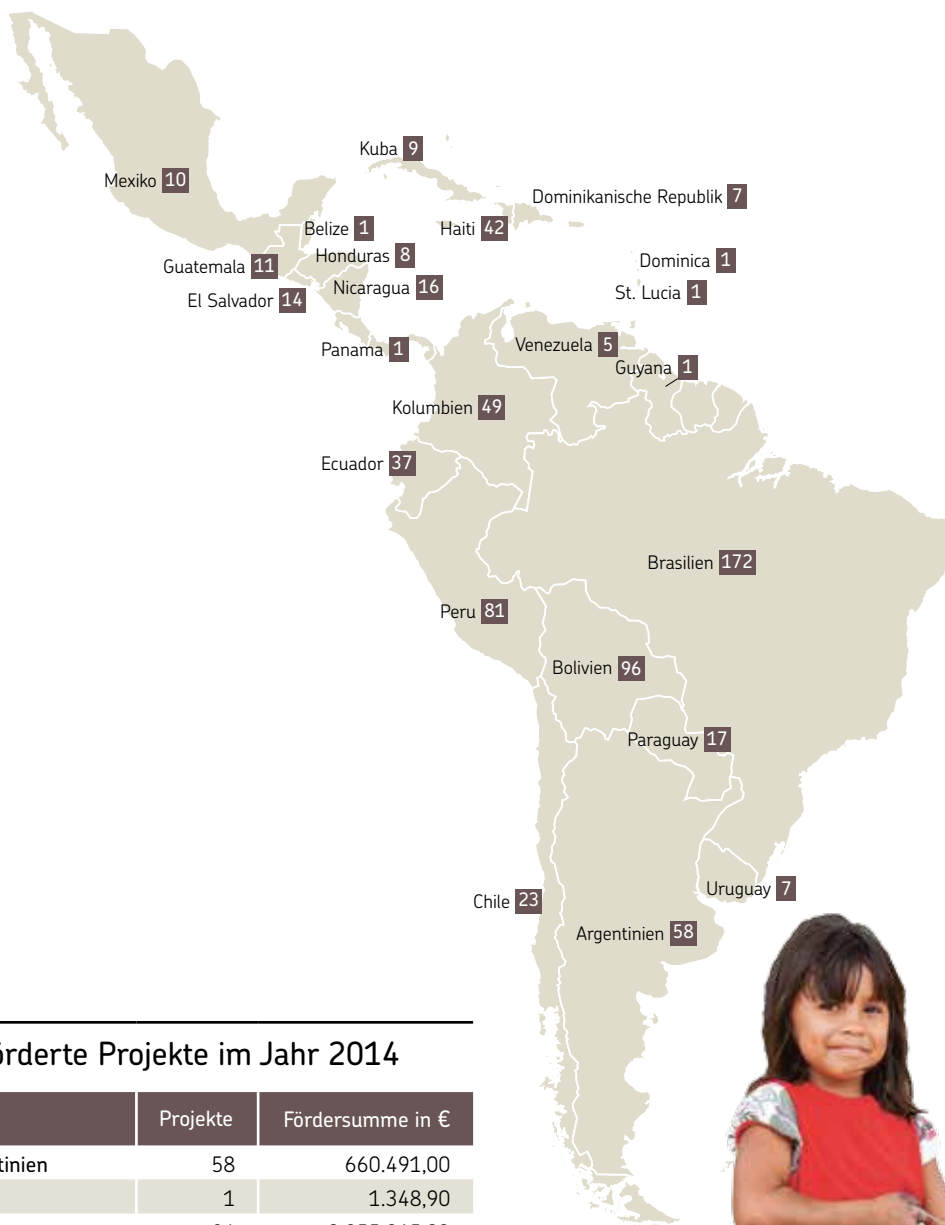 Kuba 9
Mexiko 10
Dominikanische Republik 7
Belize 1
Haiti 42
Honduras 8
Dominica 1
Guatemala 11
Nicaragua 16
St. Lucia 1
El Salvador 14
Venezuela 5
Panama 1
Guyana 1
Kolumbien 49
Ecuador 37
Brasilien 172
Peru 81
Bolivien 96
Paraguay 17
Uruguay 7
Chile 23
Argentinien 58
örderte Projekte im Jahr 2014
Projekte Fördersumme in €
tinien 58 660.491,00
1 1.348,90